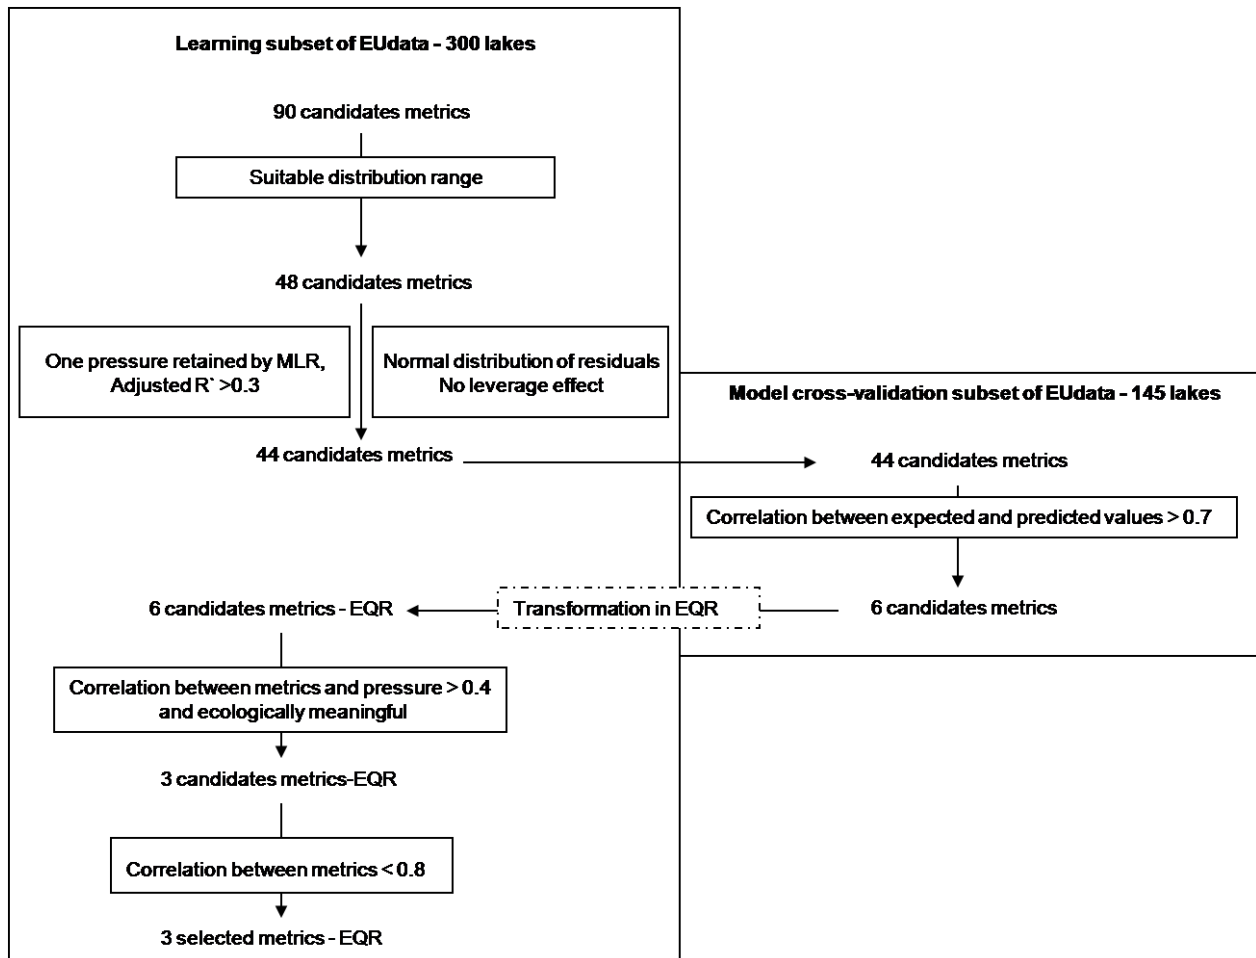 Learning subset of EUdata - 300 lakes
90 candidates metrics
Suitable distribution range
48 candidates metrics
One pressure retained by MLR,
Adjusted R` >0.3
Normal distribution of residuals
No leverage effect
44 candidates metrics
Model cross-validation subset of EUdata - 145 lakes
44 candidates metrics
Correlation between expected and predicted values > 0.7
6 candidates metrics
Transformation in EQR
6 candidates metrics - EQR
Correlation between metrics and pressure > 0.4
and ecologically meaningful
3 candidates metrics-EQR
Correlation between metrics < 0.8
3 selected metrics - EQR